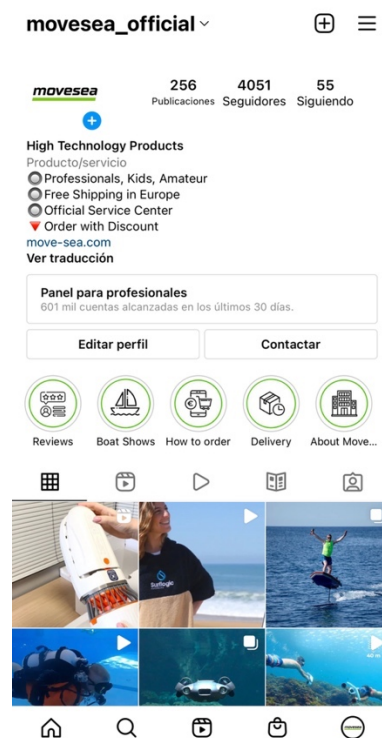 movesea_official
movesea
256 4051 55
Publicaciones Seguidores Siguiendo
High Technology Products
Producto/servicio
Professionals, Kids, Amateur
Free Shipping in Europe
Official Service Center
Order with Discount
move-sea.com
Ver traducción
Panel para profesionales
601 mil cuentas alcanzadas en los últimos 30 días.
Editar perfil Contactar
Reviews Boat Shows How to order Delivery About Move...
Surflogic
40 m